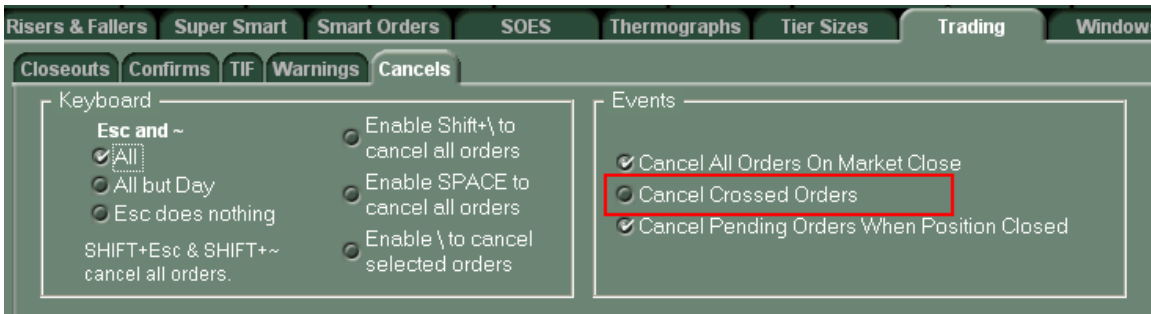 Risers & Fallers Super Smart Smart Orders SOES Thermographs Tier Sizes Trading Window
Closeouts Confirms TIF Warnings Cancels
Keyboard
Esc and ~
All
All but Day
Esc does nothing
SHIFT+Esc & SHIFT+~
cancel all orders.
Enable Shift+\ to
cancel all orders
Enable SPACE to
cancel all orders
Enable \ to cancel
selected orders
Events
Cancel All Orders On Market Close
Cancel Crossed Orders
Cancel Pending Orders When Position Closed